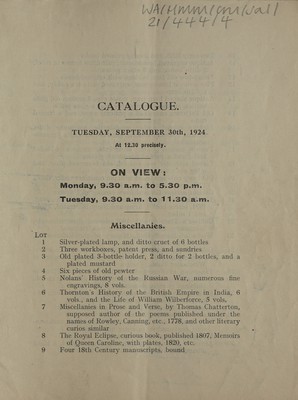 WA/HMM/CM/Sal/
21/444/4
CATALOGUE.
TUESDAY, SEPTEMBER 30th, 1924
At 12.30 precisely.
ON VIEW:
Monday, 9.30 a.m. to 5.30 p.m.
Tuesday, 9.30 a.m. to 11.30 a.m.
Miscellanies.
LOT
1 Silver-plated lamp, and ditto cruet of 6 bottles
2 Three workboxes, patent press, and sundries
3 Old plated 3-bottle holder, 2 ditto for 2 bottles, and a
plated mustard
4 Six pieces of old pewter
5 Nolans' History of the Russian War, numerous fine
engravings, 8 vols.
6 Thornton's History of the British Empire in India, 6
vols., and the Life of William Wilberforce, 5 vols,
7 Miscellanies in Prose and Verse, by Thomas Chatterton,
supposed author of the poems published under the
names of Rowley, Canning, etc., 1778, and other literary
curios similar
8 The Royal Eclipse, curious book, published 1807, Memoirs
of Queen Caroline, with plates, 1820, etc.
9 Four 18th Century manuscripts, bound